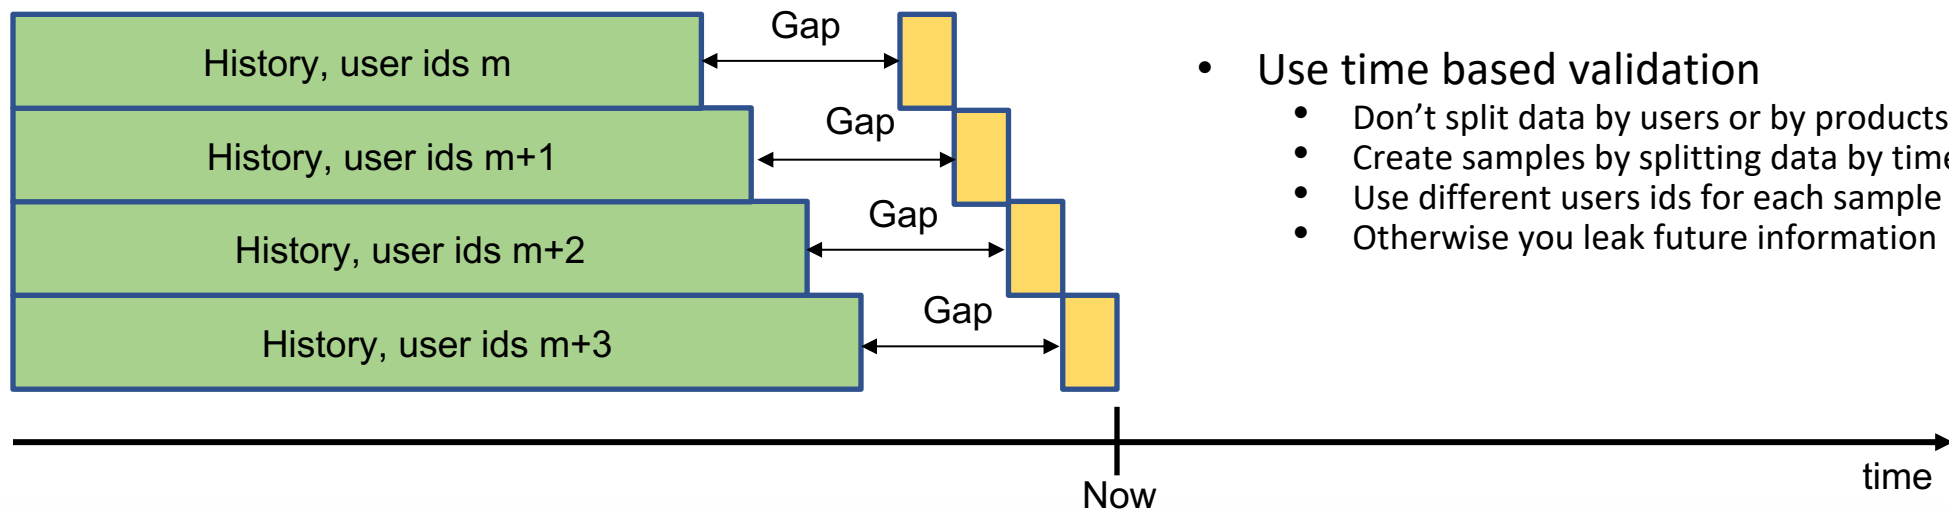 Gap
History, user ids m
Gap
History, user ids m+1
Gap
History, user ids m+2
Gap
History, user ids m+3
Now
time
• Use time based validation
• Don’t split data by users or by products
• Create samples by splitting data by time
• Use different users ids for each sample
• Otherwise you leak future information